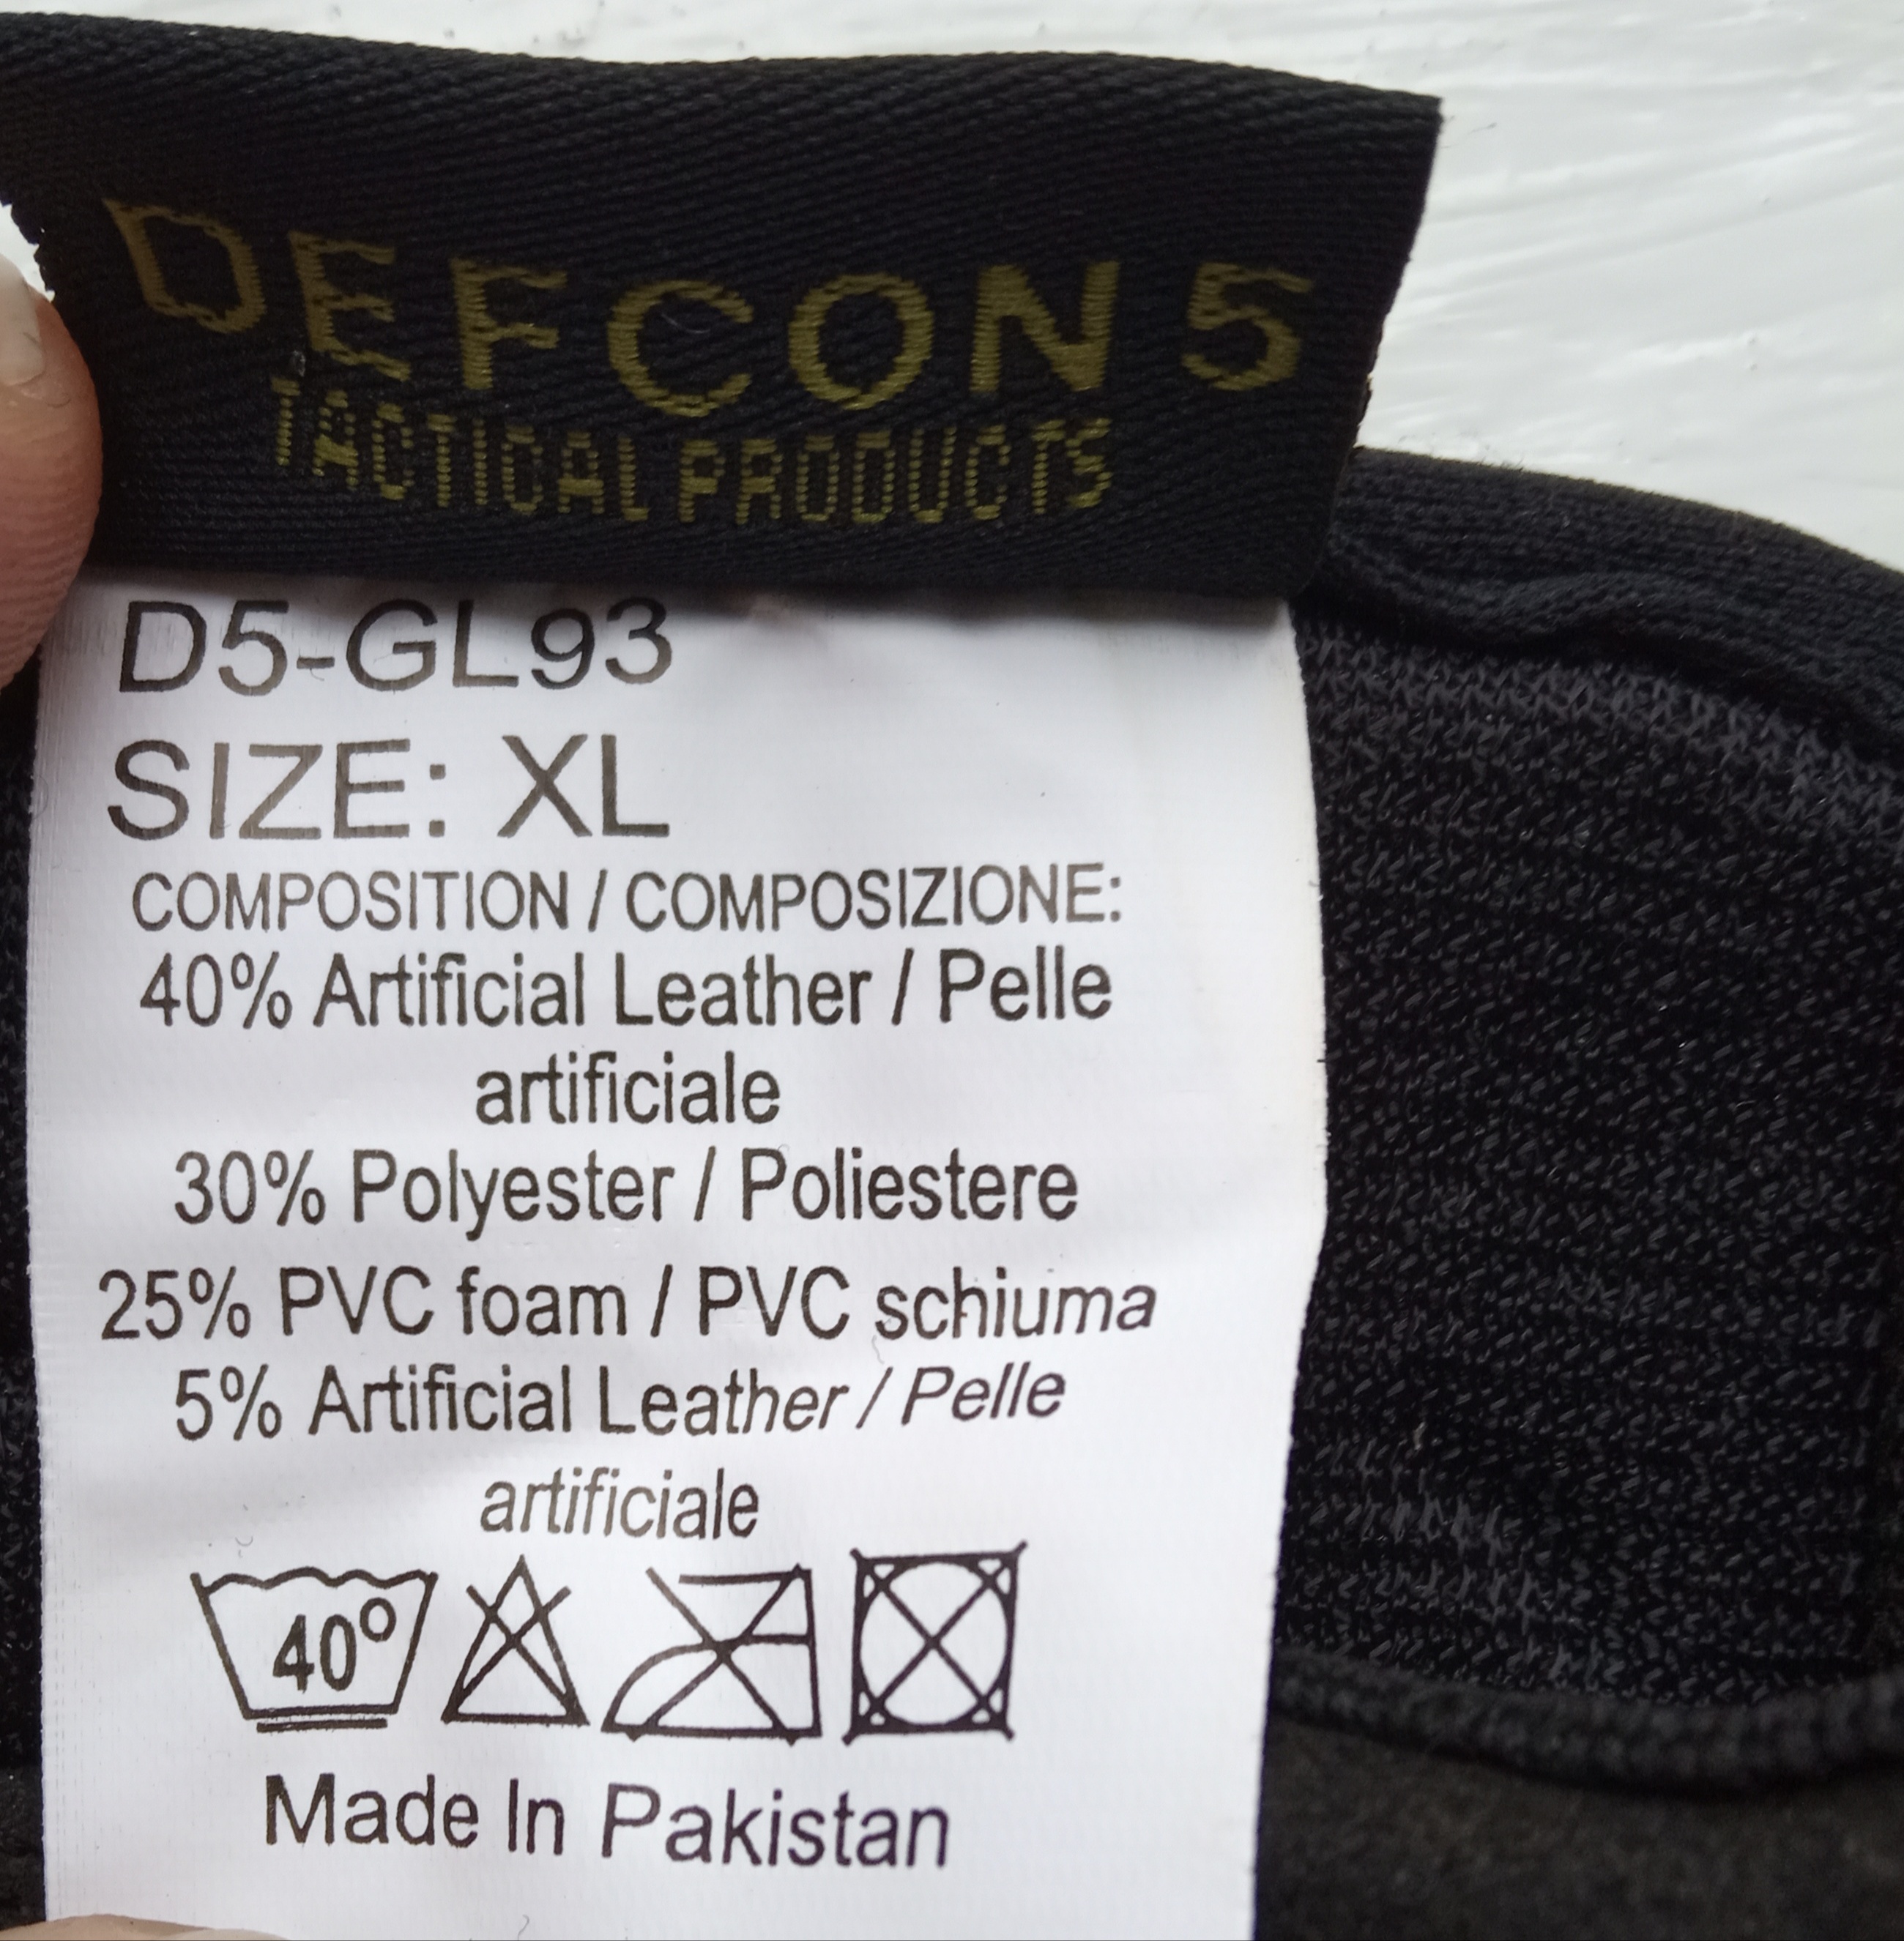 DEFCON 5
TACTICAL PRODUCTS
D5-GL93
SIZE: XL
COMPOSITION / COMPOSIZIONE:
40% Artificial Leather / Pelle
artificiale
30% Polyester / Poliestere
25% PVC foam / PVC schiuma
5% Artificial Leather / Pelle
artificiale
40°
Made In Pakistan